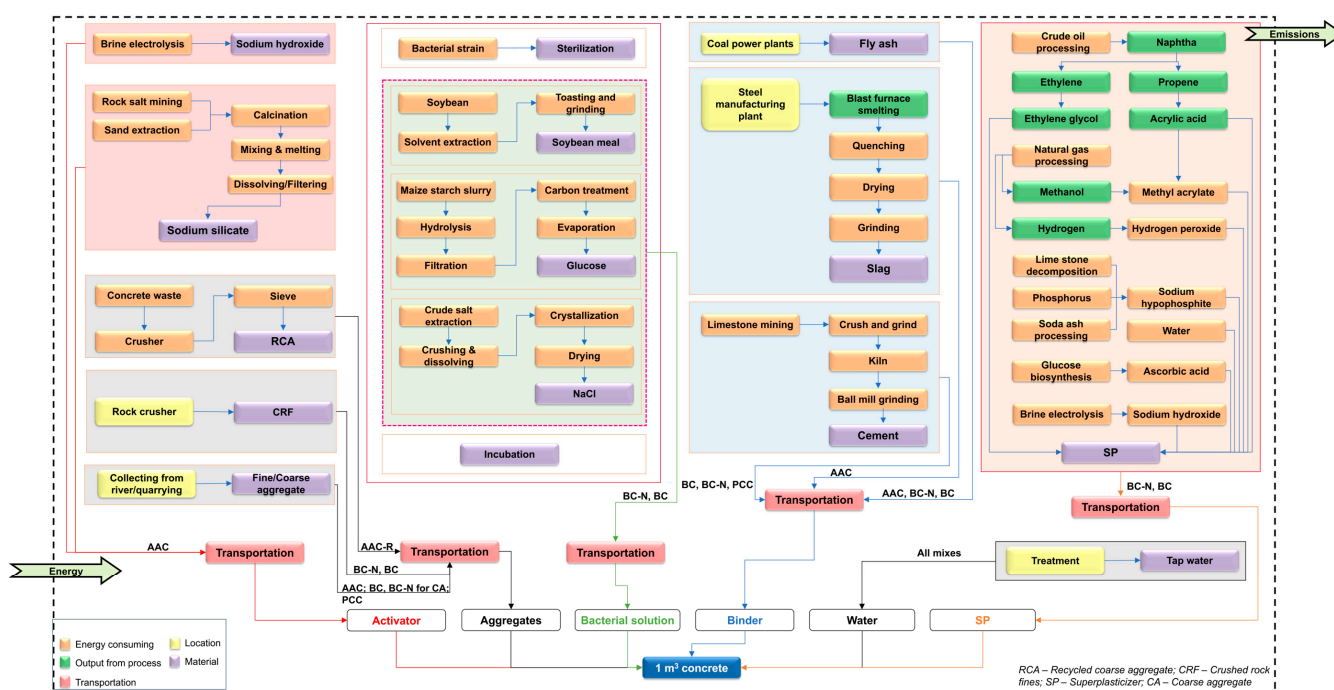 Emissions
Energy
Brine electrolysis
Sodium hydroxide
Rock salt mining
Sand extraction
Calcination
Mixing & melting
Dissolving/Filtering
Sodium silicate
Concrete waste
Sieve
Crusher
RCA
Rock crusher
CRF
Collecting from
river/quarrying
Fine/Coarse
aggregate
Bacterial strain
Sterilization
Soybean
Toasting and
grinding
Solvent extraction
Soybean meal
Maize starch slurry
Carbon treatment
Hydrolysis
Evaporation
Filtration
Glucose
Crude salt
extraction
Crystallization
Crushing &
dissolving
Drying
NaCl
Incubation
Coal power plants
Fly ash
Steel
manufacturing
plant
Blast furnace
smelting
Quenching
Drying
Grinding
Slag
Limestone mining
Crush and grind
Kiln
Ball mill grinding
Cement
Crude oil
processing
Naphtha
Ethylene
Propene
Ethylene glycol
Acrylic acid
Natural gas
processing
Methanol
Methyl acrylate
Hydrogen
Hydrogen peroxide
Lime stone
decomposition
Phosphorus
Sodium
hypophosphite
Soda ash
processing
Water
Glucose
biosynthesis
Ascorbic acid
Brine electrolysis
Sodium hydroxide
SP
AAC
BC, BC-N, PCC
AAC, BC-N, BC
Transportation
BC-N, BC
Transportation
BC-N, BC
AAC
Transportation
AAC-R
Transportation
BC-N, BC
AAC; BC, BC-N for CA;
PCC
Transportation
All mixes
Treatment
Tap water
Activator
Aggregates
Bacterial solution
Binder
Water
SP
1 m³ concrete
Energy consuming
Location
Output from process
Material
Transportation
RCA – Recycled coarse aggregate; CRF – Crushed rock
fines; SP – Superplasticizer; CA – Coarse aggregate